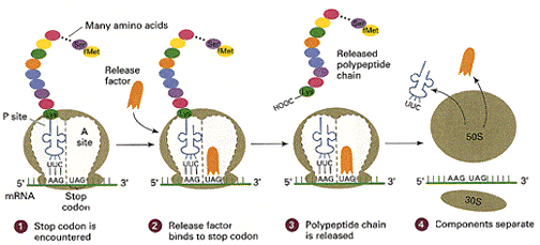 Many amino acids
Ser
fMet
Lys
P site
A site
UUC
AAG UAG
5'
3'
mRNA
Stop codon
1 Stop codon is encountered
Ser
fMet
Release factor
Lys
UUC
AAG UAG
5'
3'
2 Release factor binds to stop codon
Released polypeptide chain
Lys
HOOC
UUC
AAG UAG
5'
3'
3 Polypeptide chain is released
UUC
50S
AAG UAG
5'
3'
30S
4 Components separate